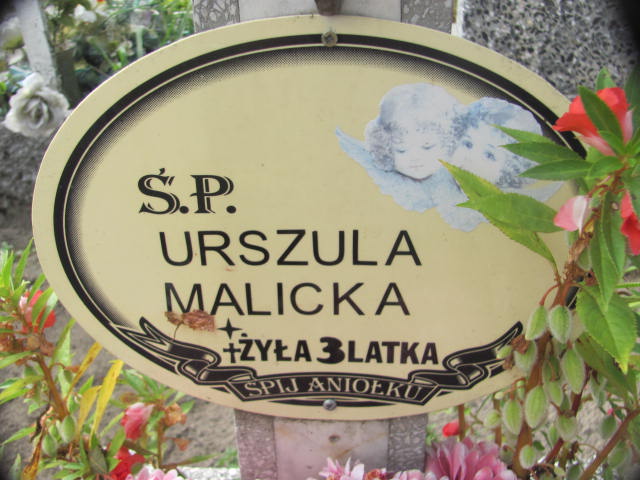 Ś.P.
URSZULA
MALICKA
ŻYŁA 3 LATKA
ŚPIJ ANIOŁKU